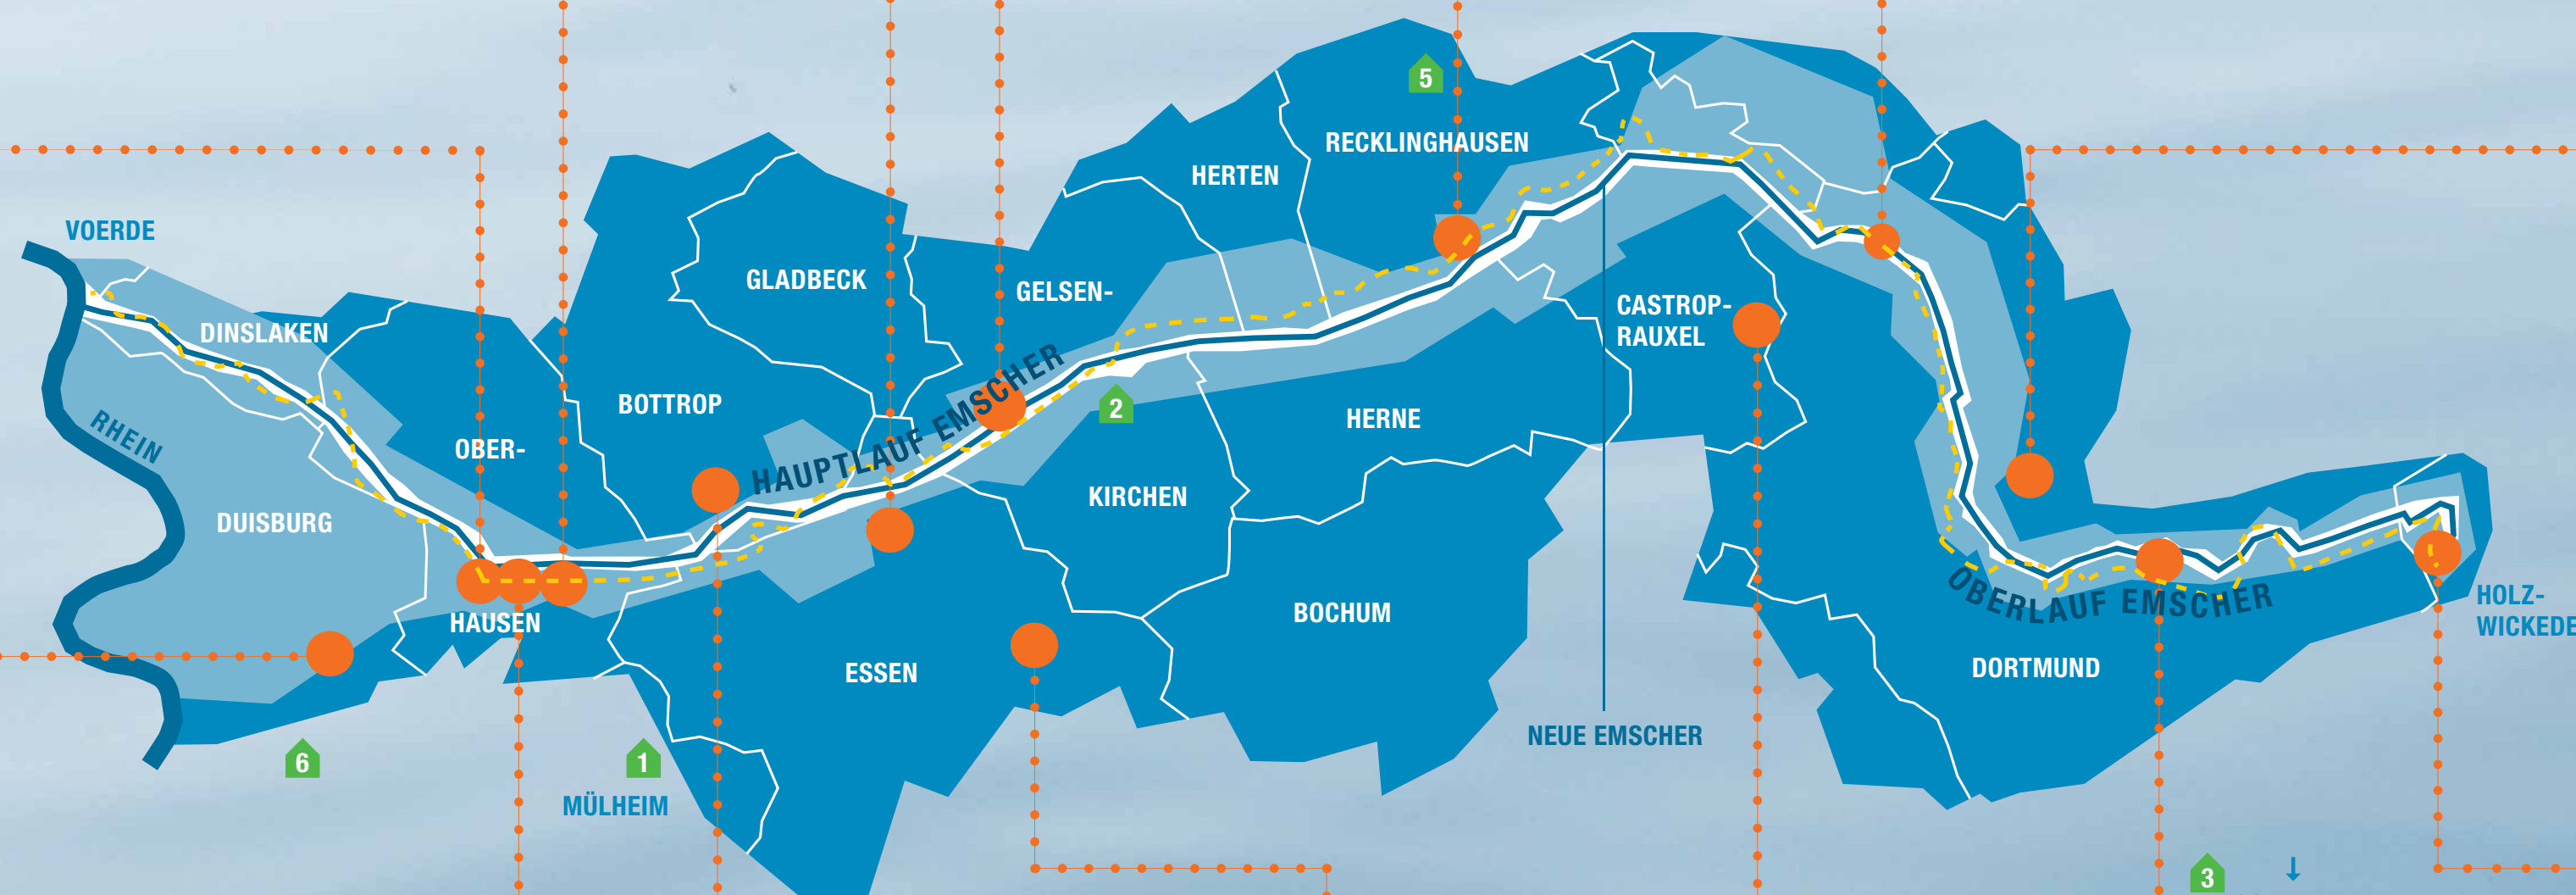 5
RECKLINGHAUSEN
HERTEN
VOERDE
GLADBECK
GELSEN-
DINSLAKEN
CASTROP-
RAUXEL
BOTTROP
2
HERNE
RHEIN
OBER-
HAUPTLAUF EMSCHER
KIRCHEN
DUISBURG
HAUSEN
BOCHUM
OBERLAUF EMSCHER
HOLZ-
WICKEDE
ESSEN
DORTMUND
NEUE EMSCHER
6
1
MÜLHEIM
3
↓